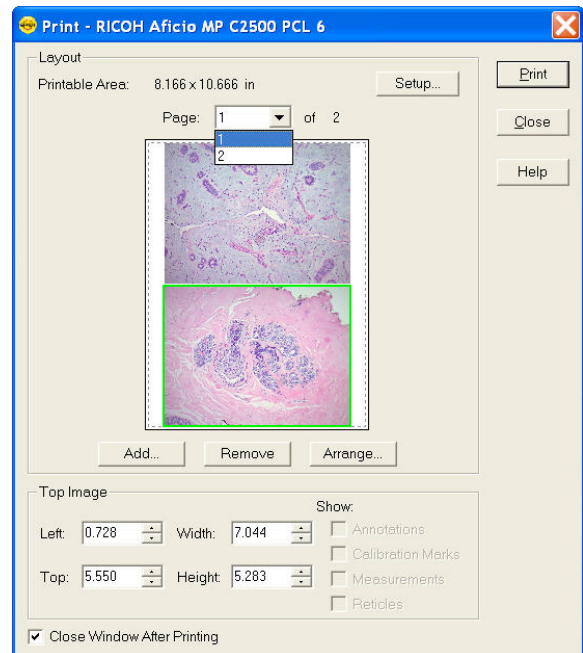 Print - RICOH Aficio MP C2500 PCL 6
Layout
Printable Area: 8.166 x 10.666 in Setup...
Page: 1 of 2
1
2
Print
Close
Help
Add... Remove Arrange...
Top Image
Show:
Left: 0.728 Width: 7.044 Annotations
Calibration Marks
Top: 5.550 Height: 5.283 Measurements
Reticles
Close Window After Printing